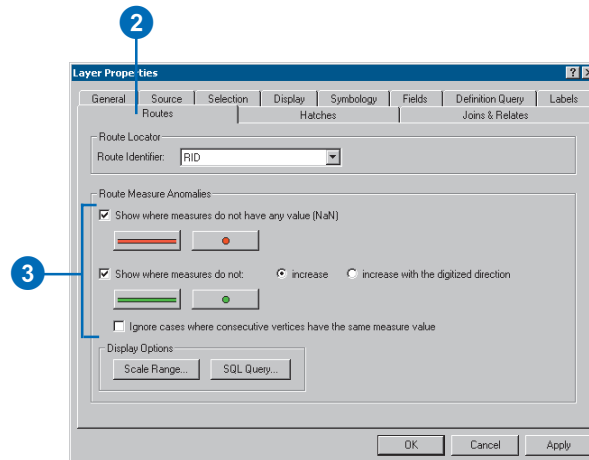 2
Layer Properties
General Source Selection Display Symbology Fields Definition Query Labels
Routes Hatches Joins & Relates
Route Locator
Route Identifier: RID
Route Measure Anomalies
Show where measures do not have any value (NaN)
3
Show where measures do not: increase increase with the digitized direction
Ignore cases where consecutive vertices have the same measure value
Display Options
Scale Range... SQL Query...
OK Cancel Apply